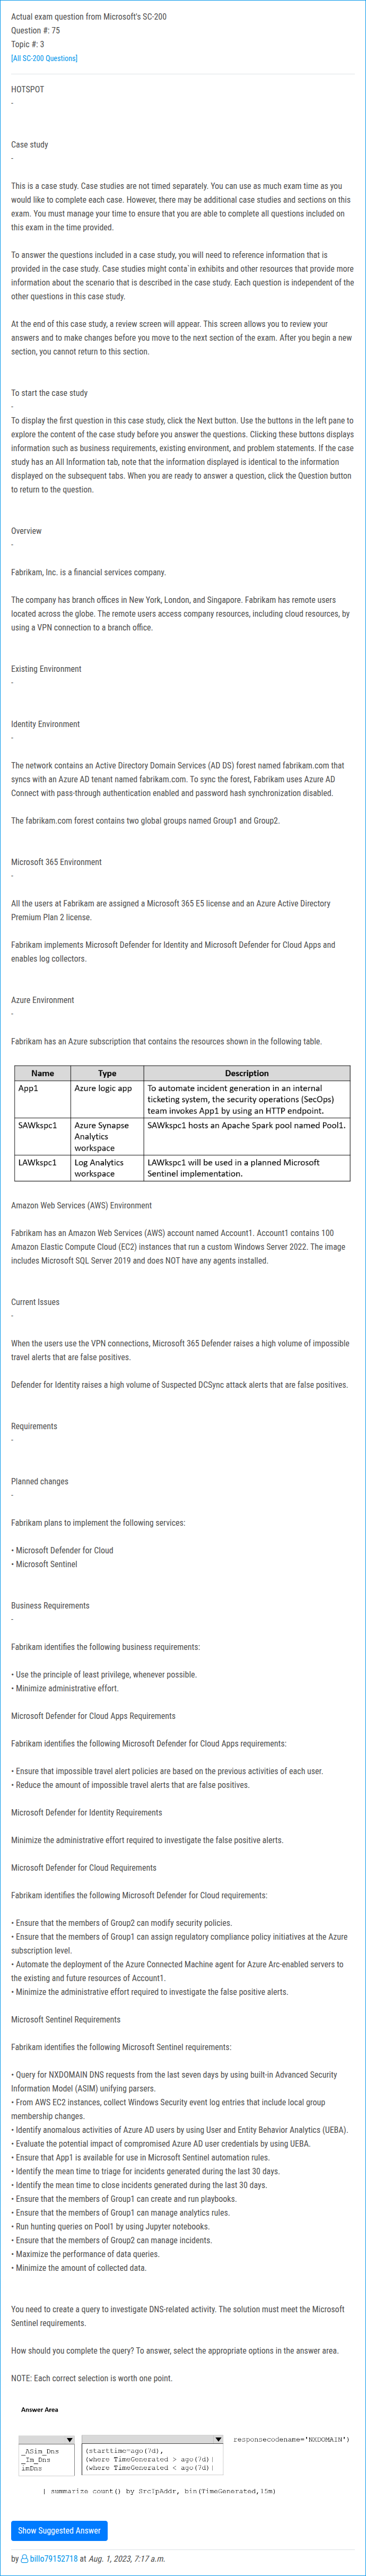 Actual exam question from Microsoft's SC-200
Question #: 75
Topic #: 3
[All SC-200 Questions]
HOTSPOT
-
Case study
-
This is a case study. Case studies are not timed separately. You can use as much exam time as you
would like to complete each case. However, there may be additional case studies and sections on this
exam. You must manage your time to ensure that you are able to complete all questions included on
this exam in the time provided.
To answer the questions included in a case study, you will need to reference information that is
provided in the case study. Case studies might conta`in exhibits and other resources that provide more
information about the scenario that is described in the case study. Each question is independent of the
other questions in this case study.
At the end of this case study, a review screen will appear. This screen allows you to review your
answers and to make changes before you move to the next section of the exam. After you begin a new
section, you cannot return to this section.
To start the case study
-
To display the first question in this case study, click the Next button. Use the buttons in the left pane to
explore the content of the case study before you answer the questions. Clicking these buttons displays
information such as business requirements, existing environment, and problem statements. If the case
study has an All Information tab, note that the information displayed is identical to the information
displayed on the subsequent tabs. When you are ready to answer a question, click the Question button
to return to the question.
Overview
-
Fabrikam, Inc. is a financial services company.
The company has branch offices in New York, London, and Singapore. Fabrikam has remote users
located across the globe. The remote users access company resources, including cloud resources, by
using a VPN connection to a branch office.
Existing Environment
-
Identity Environment
-
The network contains an Active Directory Domain Services (AD DS) forest named fabrikam.com that
syncs with an Azure AD tenant named fabrikam.com. To sync the forest, Fabrikam uses Azure AD
Connect with pass-through authentication enabled and password hash synchronization disabled.
The fabrikam.com forest contains two global groups named Group1 and Group2.
Microsoft 365 Environment
-
All the users at Fabrikam are assigned a Microsoft 365 E5 license and an Azure Active Directory
Premium Plan 2 license.
Fabrikam implements Microsoft Defender for Identity and Microsoft Defender for Cloud Apps and
enables log collectors.
Azure Environment
-
Fabrikam has an Azure subscription that contains the resources shown in the following table.
Name Type Description
App1 Azure logic app To automate incident generation in an internal
ticketing system, the security operations (SecOps)
team invokes App1 by using an HTTP endpoint.
SAWkspc1 Azure Synapse SAWkspc1 hosts an Apache Spark pool named Pool1.
Analytics
workspace
LAWkspc1 Log Analytics LAWkspc1 will be used in a planned Microsoft
workspace Sentinel implementation.
Amazon Web Services (AWS) Environment
Fabrikam has an Amazon Web Services (AWS) account named Account1. Account1 contains 100
Amazon Elastic Compute Cloud (EC2) instances that run a custom Windows Server 2022. The image
includes Microsoft SQL Server 2019 and does NOT have any agents installed.
Current Issues
-
When the users use the VPN connections, Microsoft 365 Defender raises a high volume of impossible
travel alerts that are false positives.
Defender for Identity raises a high volume of Suspected DCSync attack alerts that are false positives.
Requirements
-
Planned changes
-
Fabrikam plans to implement the following services:
• Microsoft Defender for Cloud
• Microsoft Sentinel
Business Requirements
-
Fabrikam identifies the following business requirements:
• Use the principle of least privilege, whenever possible.
• Minimize administrative effort.
Microsoft Defender for Cloud Apps Requirements
Fabrikam identifies the following Microsoft Defender for Cloud Apps requirements:
• Ensure that impossible travel alert policies are based on the previous activities of each user.
• Reduce the amount of impossible travel alerts that are false positives.
Microsoft Defender for Identity Requirements
Minimize the administrative effort required to investigate the false positive alerts.
Microsoft Defender for Cloud Requirements
Fabrikam identifies the following Microsoft Defender for Cloud requirements:
• Ensure that the members of Group2 can modify security policies.
• Ensure that the members of Group1 can assign regulatory compliance policy initiatives at the Azure
subscription level.
• Automate the deployment of the Azure Connected Machine agent for Azure Arc-enabled servers to
the existing and future resources of Account1.
• Minimize the administrative effort required to investigate the false positive alerts.
Microsoft Sentinel Requirements
Fabrikam identifies the following Microsoft Sentinel requirements:
• Query for NXDOMAIN DNS requests from the last seven days by using built-in Advanced Security
Information Model (ASIM) unifying parsers.
• From AWS EC2 instances, collect Windows Security event log entries that include local group
membership changes.
• Identify anomalous activities of Azure AD users by using User and Entity Behavior Analytics (UEBA).
• Evaluate the potential impact of compromised Azure AD user credentials by using UEBA.
• Ensure that App1 is available for use in Microsoft Sentinel automation rules.
• Identify the mean time to triage for incidents generated during the last 30 days.
• Identify the mean time to close incidents generated during the last 30 days.
• Ensure that the members of Group1 can create and run playbooks.
• Ensure that the members of Group1 can manage analytics rules.
• Run hunting queries on Pool1 by using Jupyter notebooks.
• Ensure that the members of Group2 can manage incidents.
• Maximize the performance of data queries.
• Minimize the amount of collected data.
You need to create a query to investigate DNS-related activity. The solution must meet the Microsoft
Sentinel requirements.
How should you complete the query? To answer, select the appropriate options in the answer area.
NOTE: Each correct selection is worth one point.
Answer Area
responsecodename='NXDOMAIN')
_ASim_Dns (starttime=ago(7d),
_Im_Dns (where TimeGenerated > ago(7d)|
imDns (where TimeGenerated < ago(7d)|
| summarize count() by SrcIpAddr, bin(TimeGenerated,15m)
Show Suggested Answer
by billo79152718 at Aug. 1, 2023, 7:17 a.m.